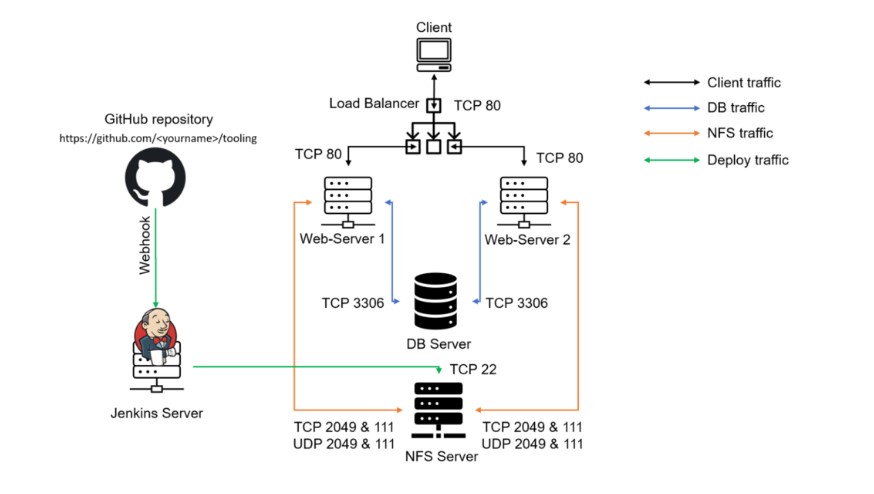 Client
Load Balancer
TCP 80
Client traffic
DB traffic
NFS traffic
Deploy traffic
GitHub repository
https://github.com/<yourname>/tooling
TCP 80
TCP 80
Web-Server 1
Web-Server 2
Webhook
TCP 3306
TCP 3306
DB Server
TCP 22
Jenkins Server
TCP 2049 & 111
UDP 2049 & 111
TCP 2049 & 111
UDP 2049 & 111
NFS Server